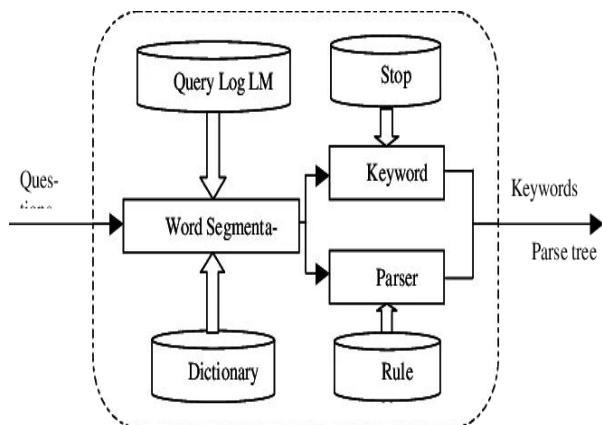 Query Log LM
Stop
Ques-
Keyword
Keywords
Word Segmenta-
Parser
Parse tree
Dictionary
Rule